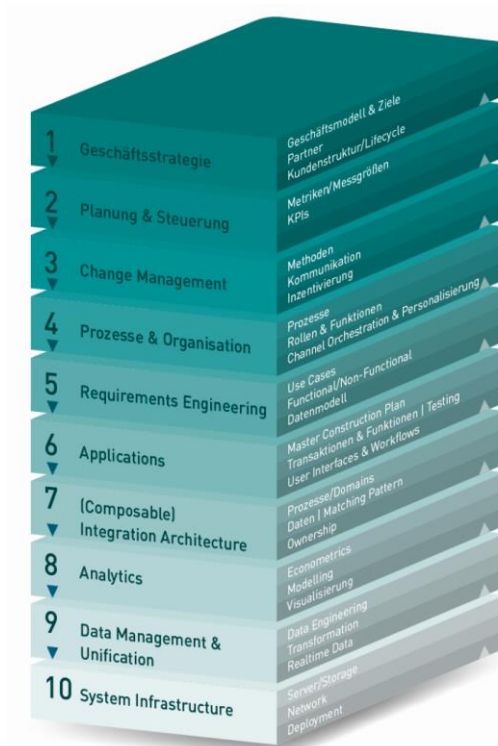 1
Geschäftsstrategie
Geschäftsmodell & Ziele
Partner
Kundenstruktur/Lifecycle
2
Planung & Steuerung
Metriken/Messgrößen
KPIs
3
Change Management
Methoden
Kommunikation
Inzentivierung
4
Prozesse & Organisation
Prozesse
Rollen & Funktionen
Channel Orchestration & Personalisierung
5
Requirements Engineering
Use Cases
Functional/Non-Functional
Datenmodell
6
Applications
Master Construction Plan
Transaktionen & Funktionen | Testing
User Interfaces & Workflows
7
(Composable)
Integration Architecture
Prozesse/Domains
Daten | Matching Pattern
Ownership
8
Analytics
Econometrics
Modelling
Visualisierung
9
Data Management &
Unification
Data Engineering
Transformation
Realtime Data
10
System Infrastructure
Server/Storage
Network
Deployment